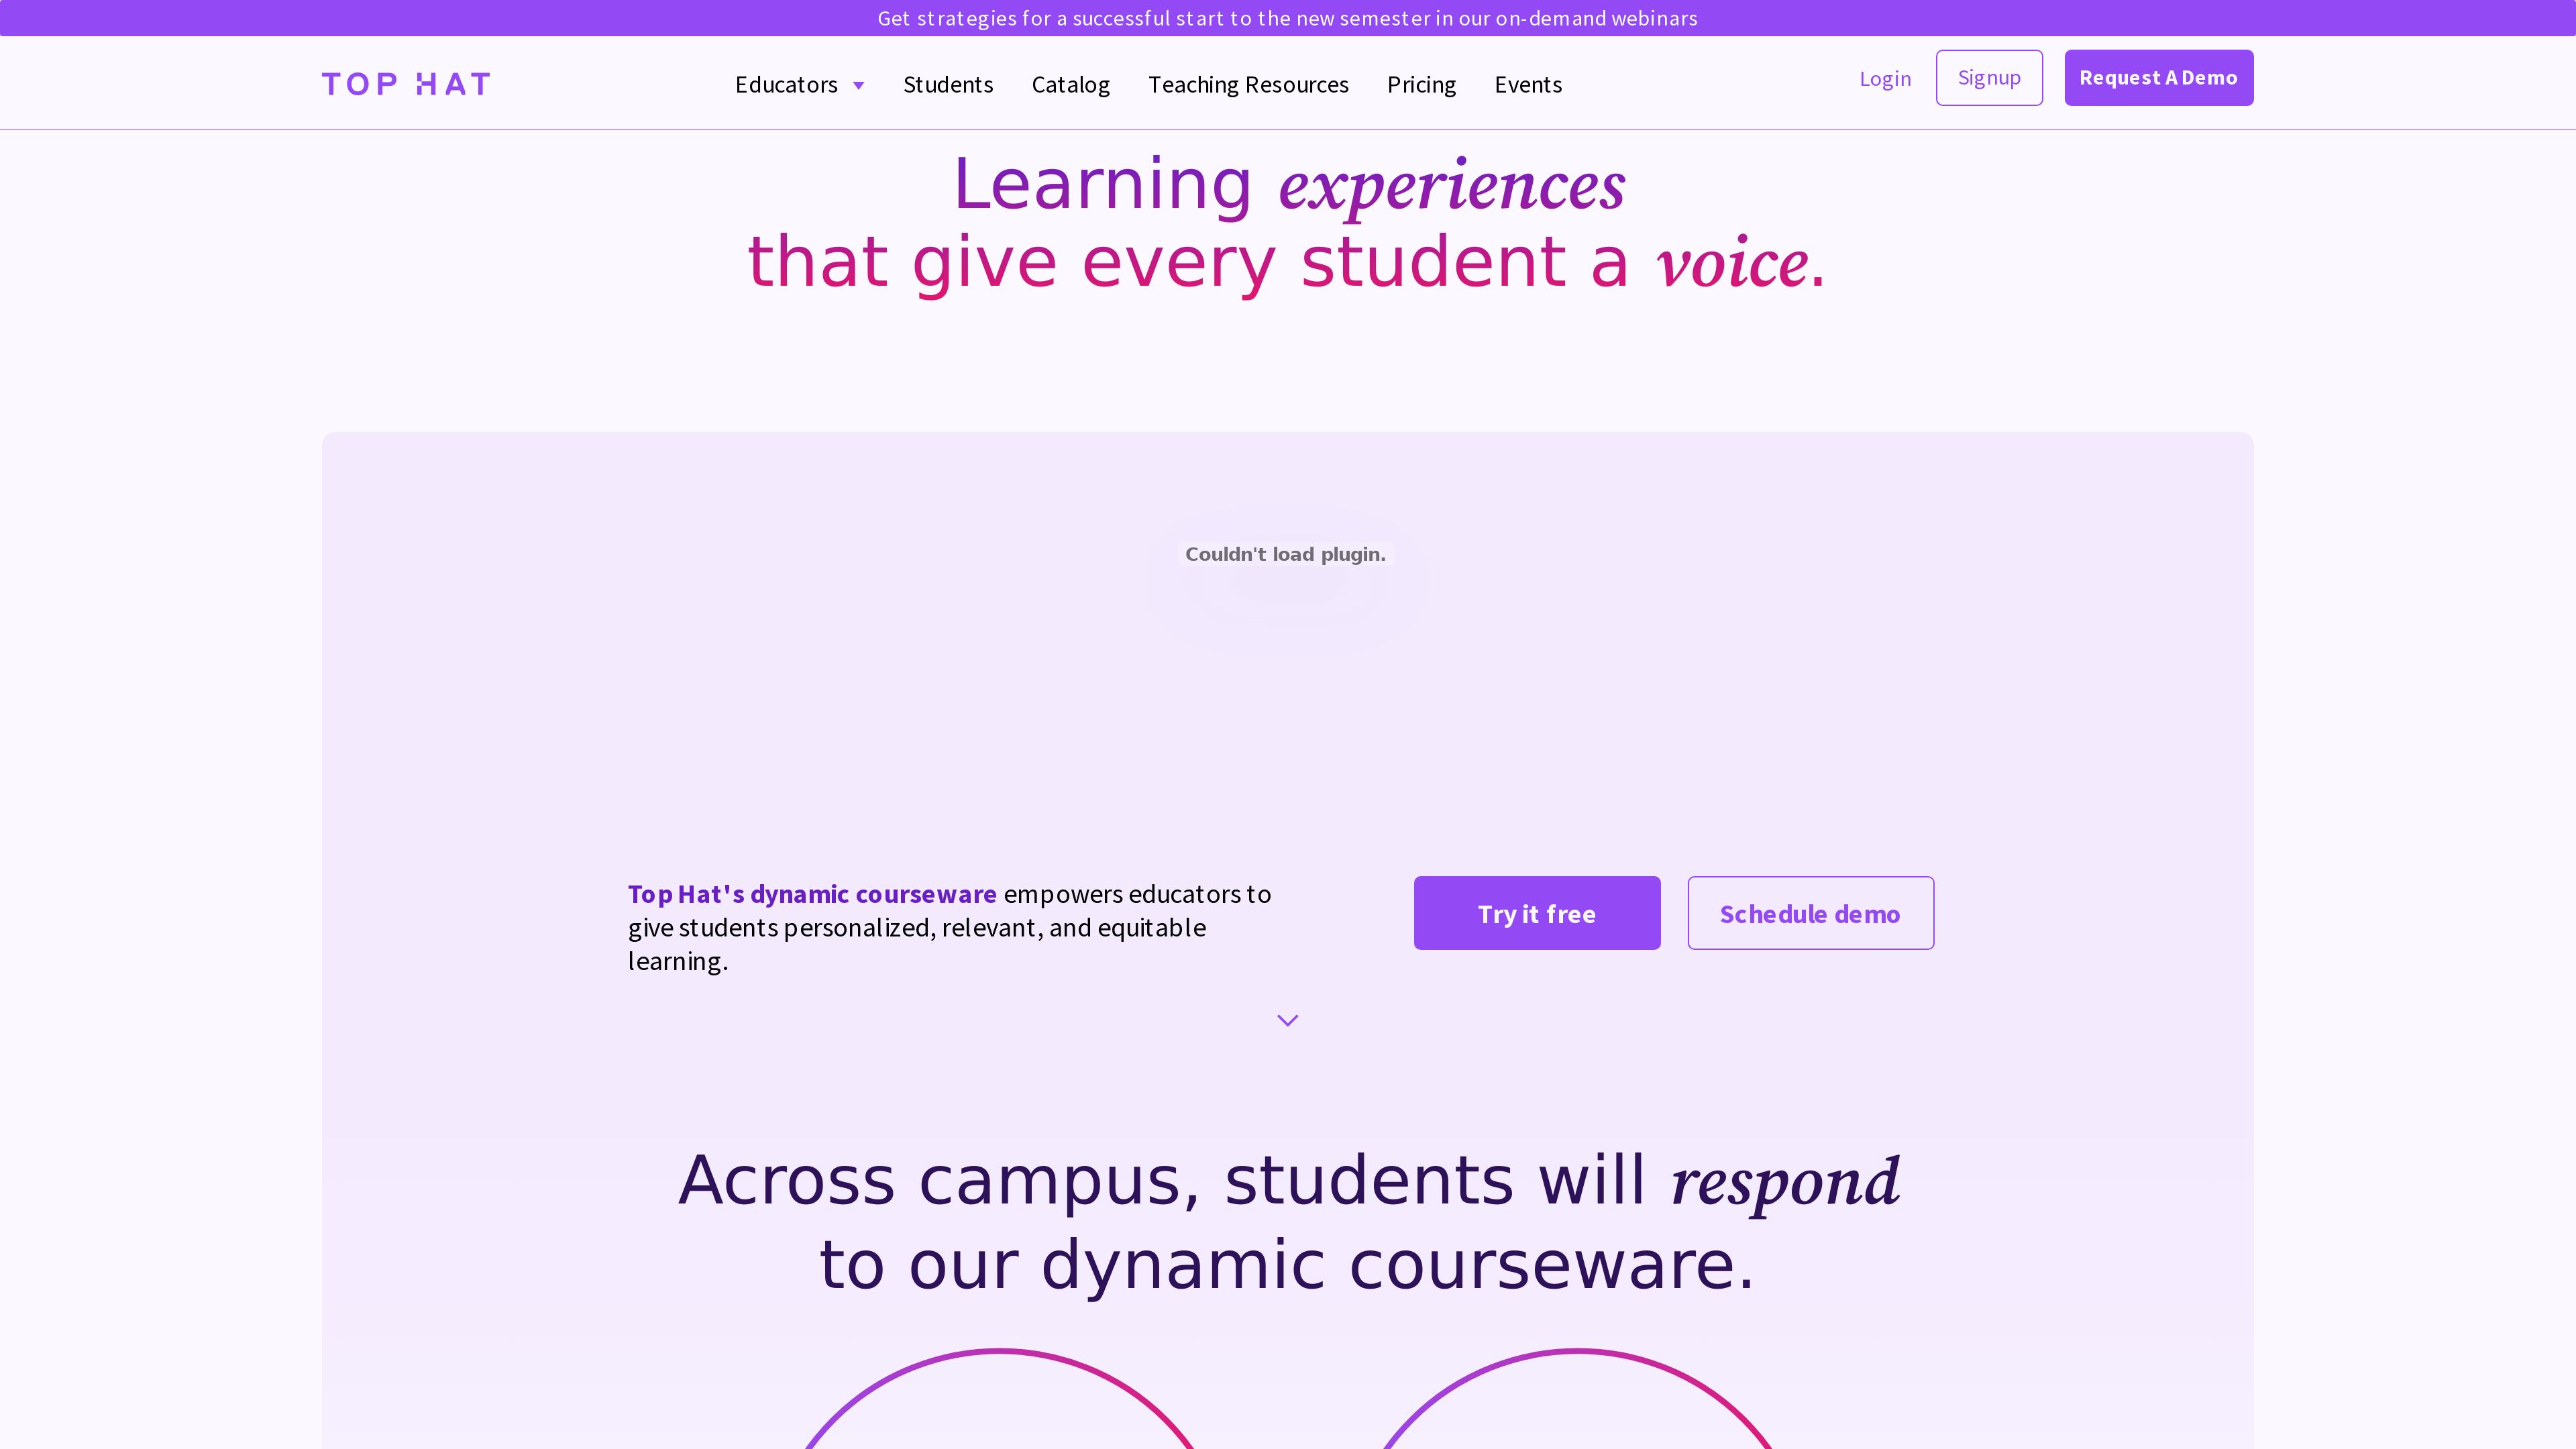 Get strategies for a successful start to the new semester in our on-demand webinars
TOP HAT
Educators
Students
Catalog
Teaching Resources
Pricing
Events
Login
Signup
Request A Demo
Learning experiences
that give every student a voice.
Couldn't load plugin.
Top Hat's dynamic courseware empowers educators to
give students personalized, relevant, and equitable
learning.
Try it free
Schedule demo
Across campus, students will respond
to our dynamic courseware.